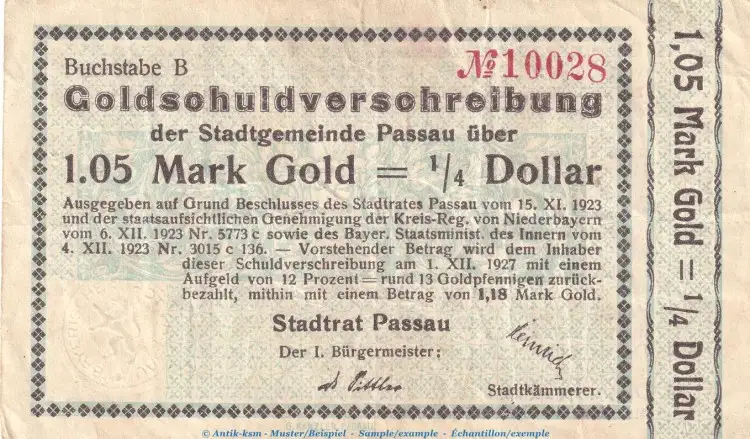 Buchstabe B
№ 10028
Goldschuldverschreibung
der Stadtgemeinde Passau über
1.05 Mark Gold = 1/4 Dollar
Ausgegeben auf Grund Beschlusses des Stadtrates Passau vom 15. XI. 1923
und der staatsaufsichtlichen Genehmigung der Kreis-Reg. von Niederbayern
vom 6. XII. 1923 Nr. 5773 c sowie des Bayer. Staatsminist. des Innern vom
4. XII. 1923 Nr. 3015 c 136. — Vorstehender Betrag wird dem Inhaber
dieser Schuldverschreibung am 1. XII. 1927 mit einem
Aufgeld von 12 Prozent = rund 13 Goldpfennigen zurück-
bezahlt, mithin mit einem Betrag von 1,18 Mark Gold.
Stadtrat Passau
Der I. Bürgermeister:
Stadtkämmerer.
1,05 Mark Gold = 1/4 Dollar
© Antik-ksm - Muster/Beispiel - Sample/example - Échantillon/exemple